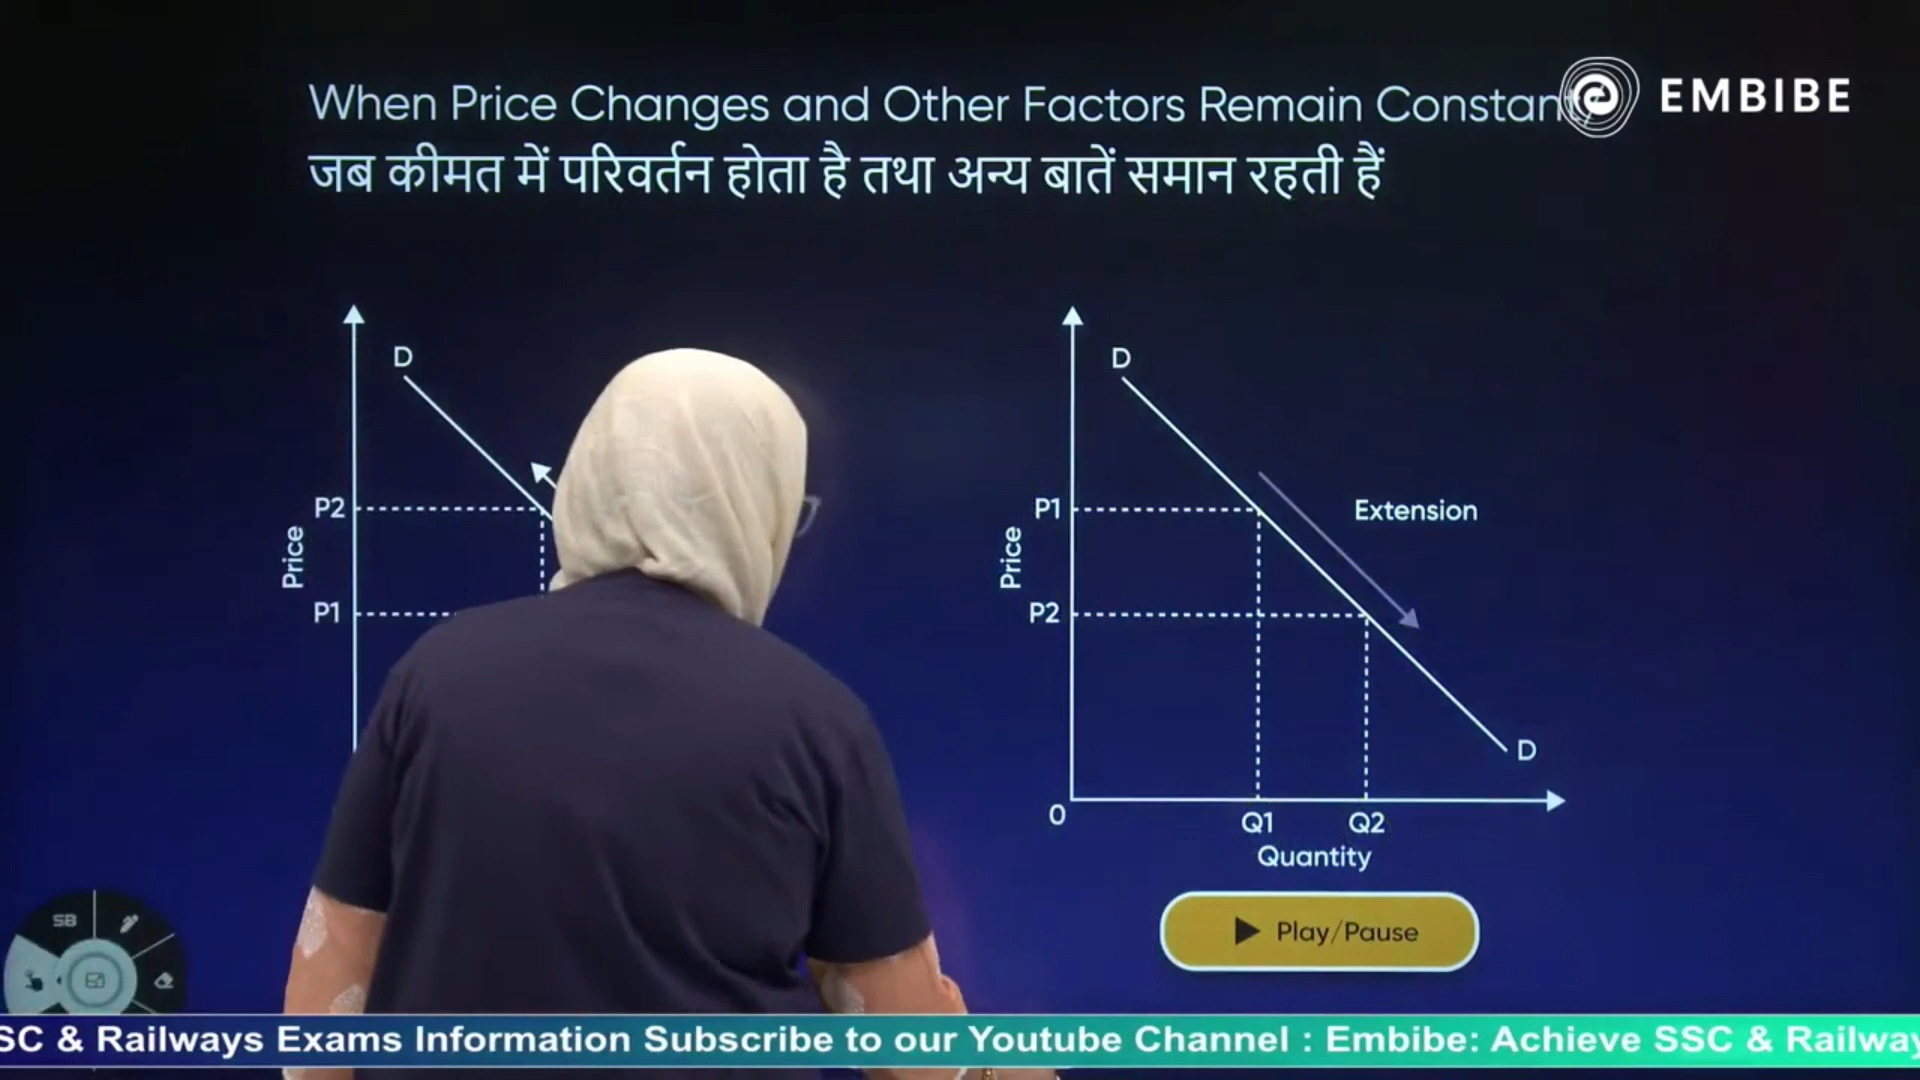 When Price Changes and Other Factors Remain Constant/
EMBIBE
जब कीमत में परिवर्तन होता है तथा अन्य बातें समान रहती हैं
D
P2
Price
P1
D
P1
Extension
Price
P2
D
0
Q1
Q2
Quantity
Play/Pause
SB
SC & Railways Exams Information Subscribe to our Youtube Channel : Embibe: Achieve SSC & Railway